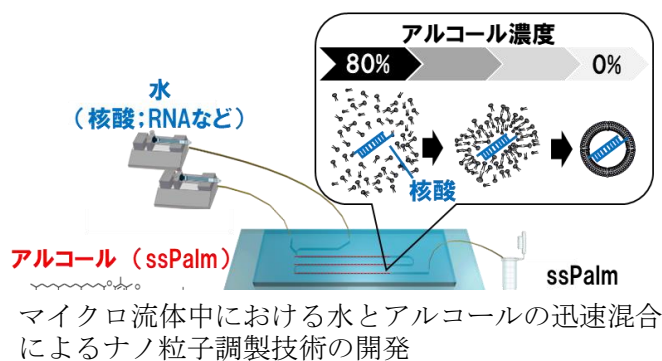 アルコール濃度
80%
0%
水
(核酸;RNAなど)
核酸
アルコール (ssPalm)
ssPalm
マイクロ流体中における水とアルコールの迅速混合
によるナノ粒子調製技術の開発